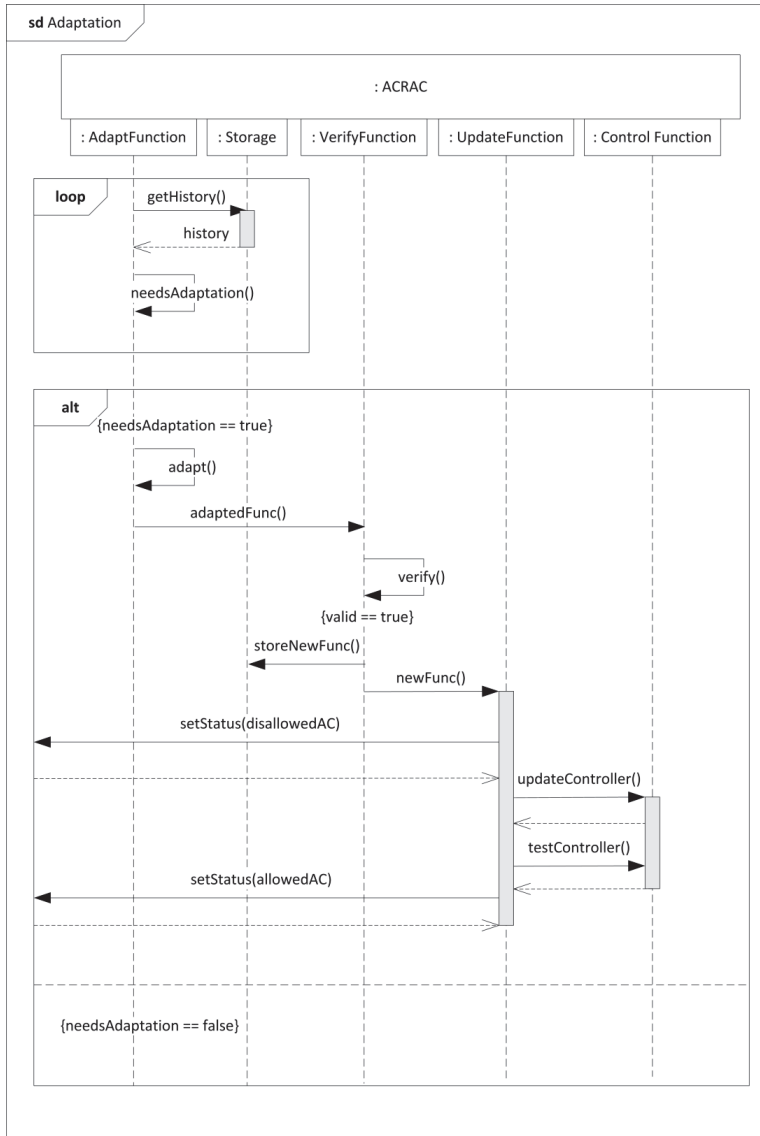 sd Adaptation
: ACRAC
: AdaptFunction
: Storage
: VerifyFunction
: UpdateFunction
: Control Function
loop
getHistory()
history
needsAdaptation()
alt
{needsAdaptation == true}
adapt()
adaptedFunc()
verify()
{valid == true}
storeNewFunc()
newFunc()
setStatus(disallowedAC)
updateController()
testController()
setStatus(allowedAC)
{needsAdaptation == false}